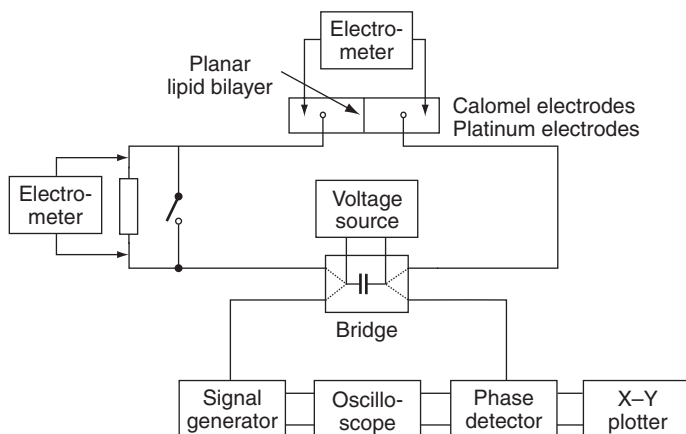 Electro-
meter
Planar
lipid bilayer
Calomel electrodes
Platinum electrodes
Electro-
meter
Voltage
source
Bridge
Signal
generator
Oscillo-
scope
Phase
detector
X–Y
plotter